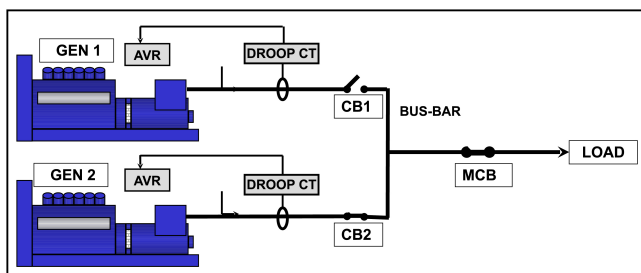 GEN 1
AVR
DROOP CT
CB1
BUS-BAR
GEN 2
AVR
DROOP CT
CB2
MCB
LOAD